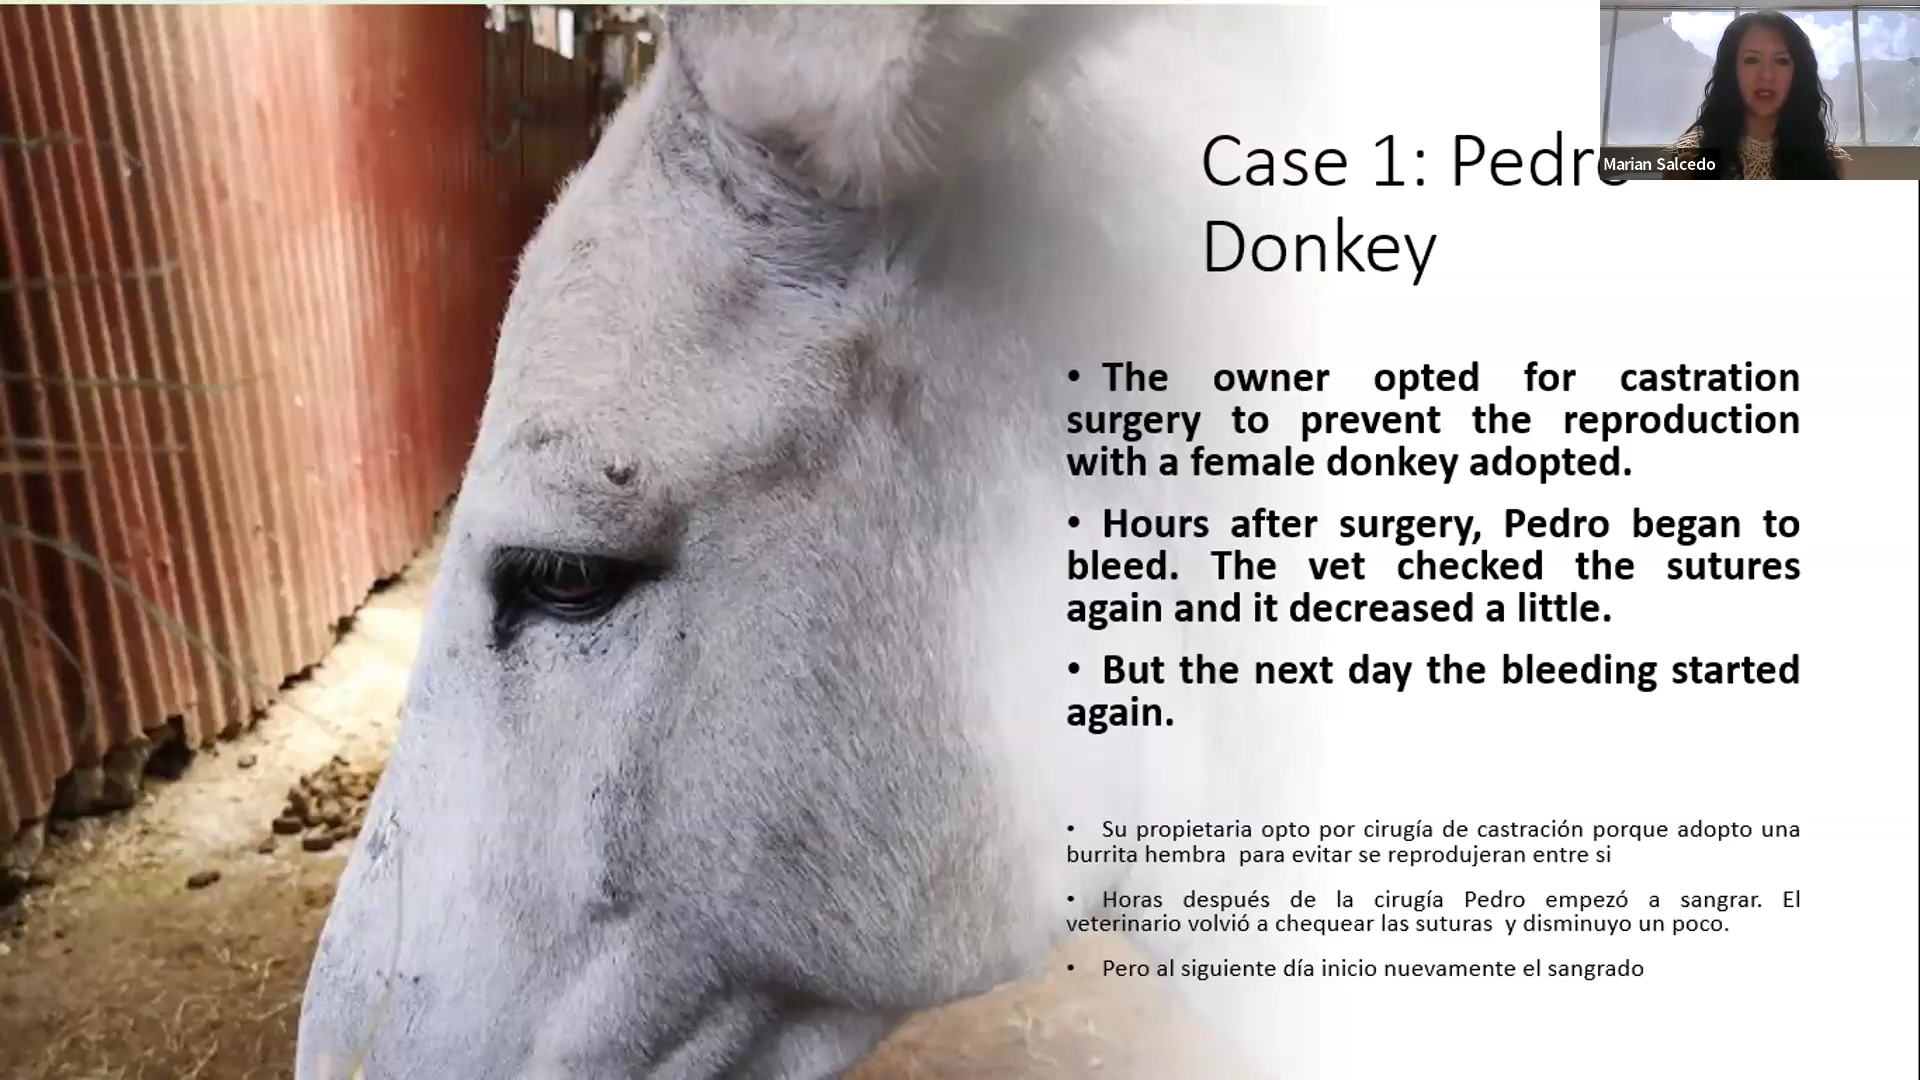 Marian Salcedo
Case 1: Pedro
Donkey
• The owner opted for castration
surgery to prevent the reproduction
with a female donkey adopted.
• Hours after surgery, Pedro began to
bleed. The vet checked the sutures
again and it decreased a little.
• But the next day the bleeding started
again.
• Su propietaria opto por cirugía de castración porque adopto una
burrita hembra para evitar se reprodujeran entre si
• Horas después de la cirugía Pedro empezó a sangrar. El
veterinario volvió a chequear las suturas y disminuyo un poco.
• Pero al siguiente día inicio nuevamente el sangrado